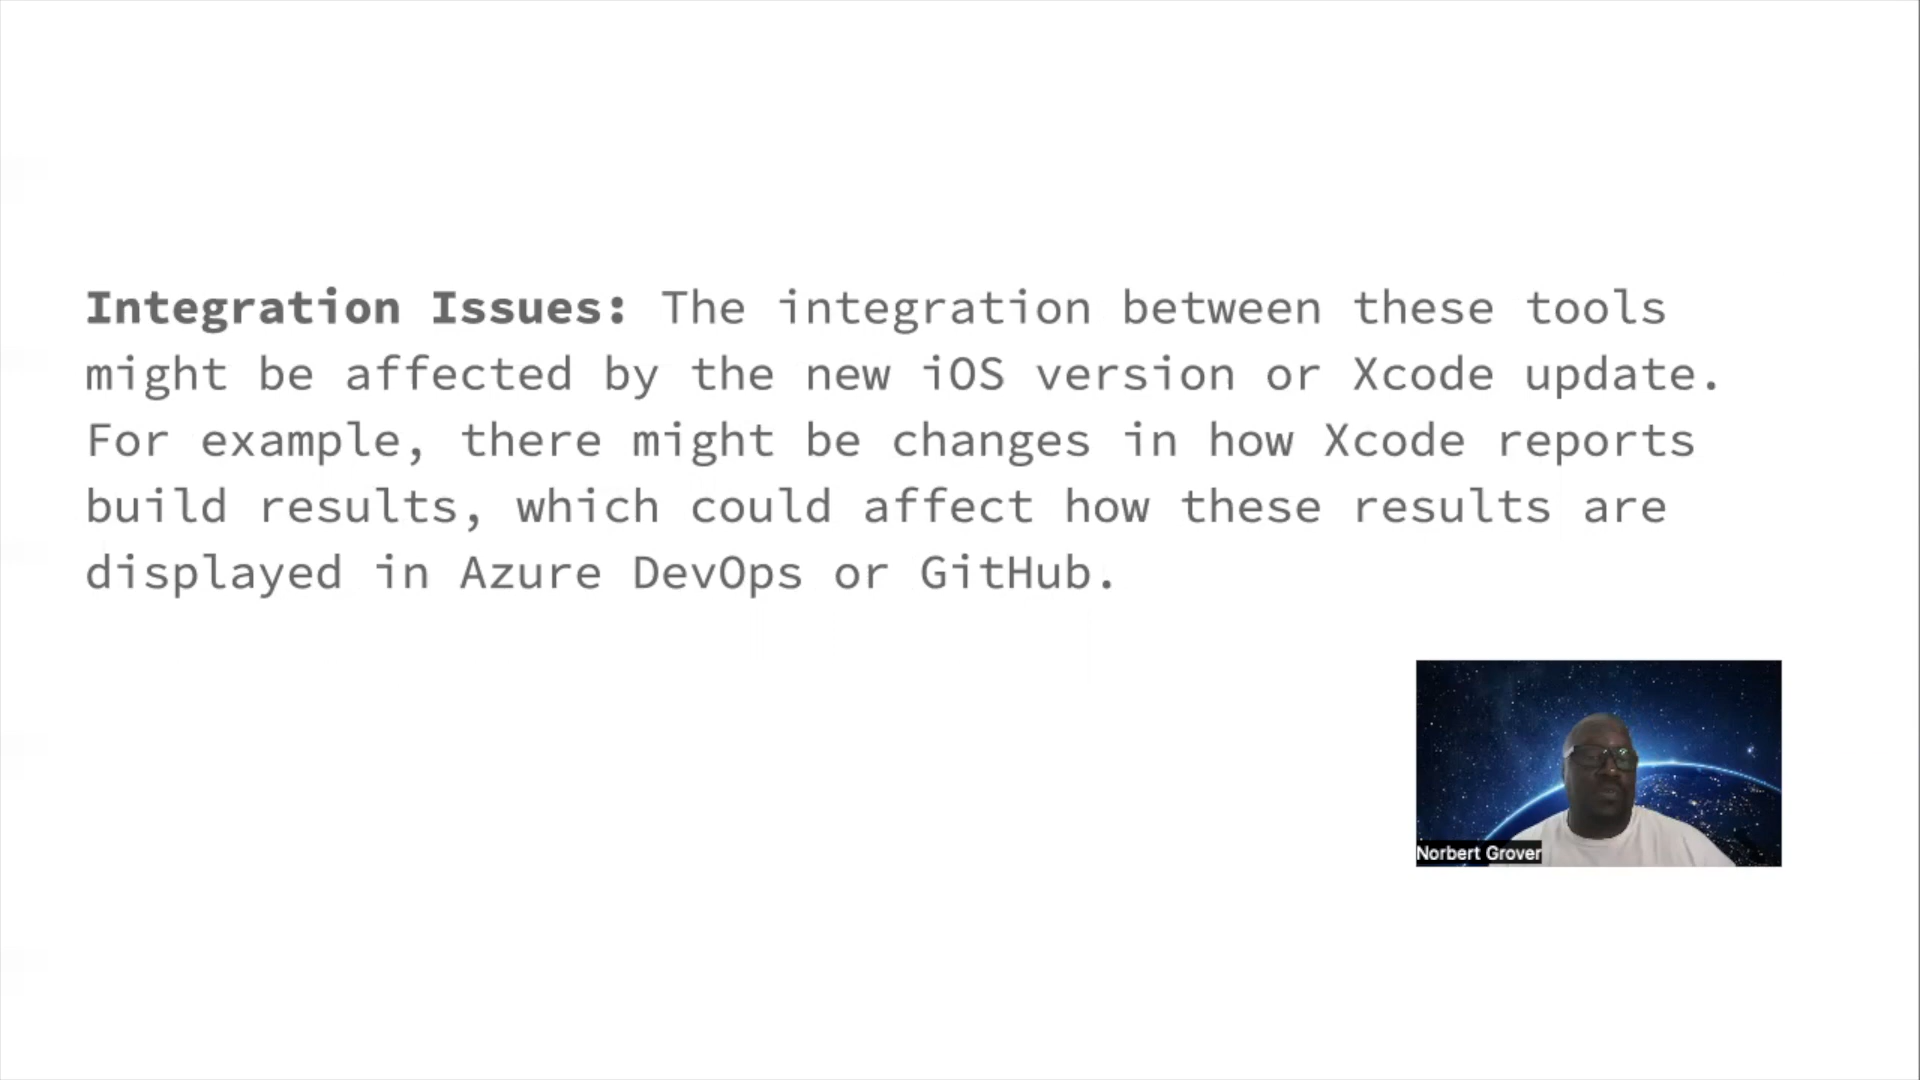 Integration Issues: The integration between these tools
might be affected by the new iOS version or Xcode update.
For example, there might be changes in how Xcode reports
build results, which could affect how these results are
displayed in Azure DevOps or GitHub.
Norbert Grover